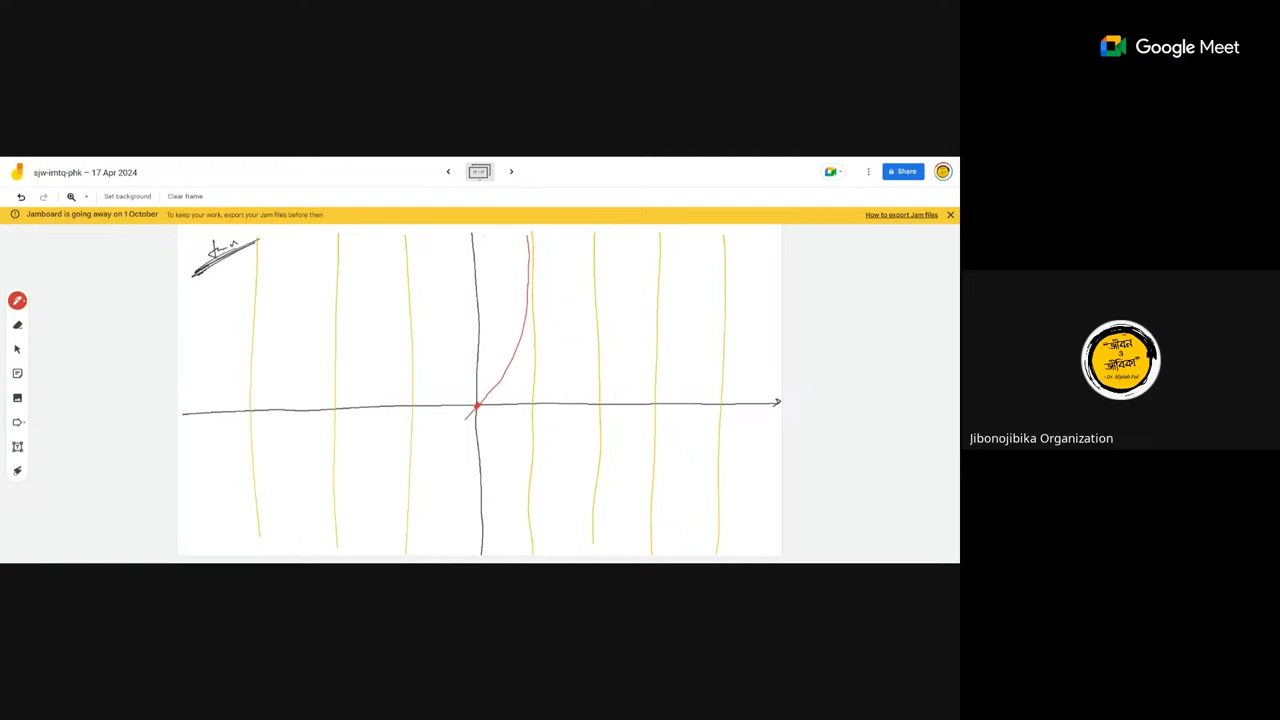 Google Meet
sjw-imtq-phk – 17 Apr 2024
Share
Set background
Clear frame
Jamboard is going away on 1 October
To keep your work, export your Jam files before then
How to export Jam files
"জীবন
ও
জীবিকা"
Jibonojibika Organization